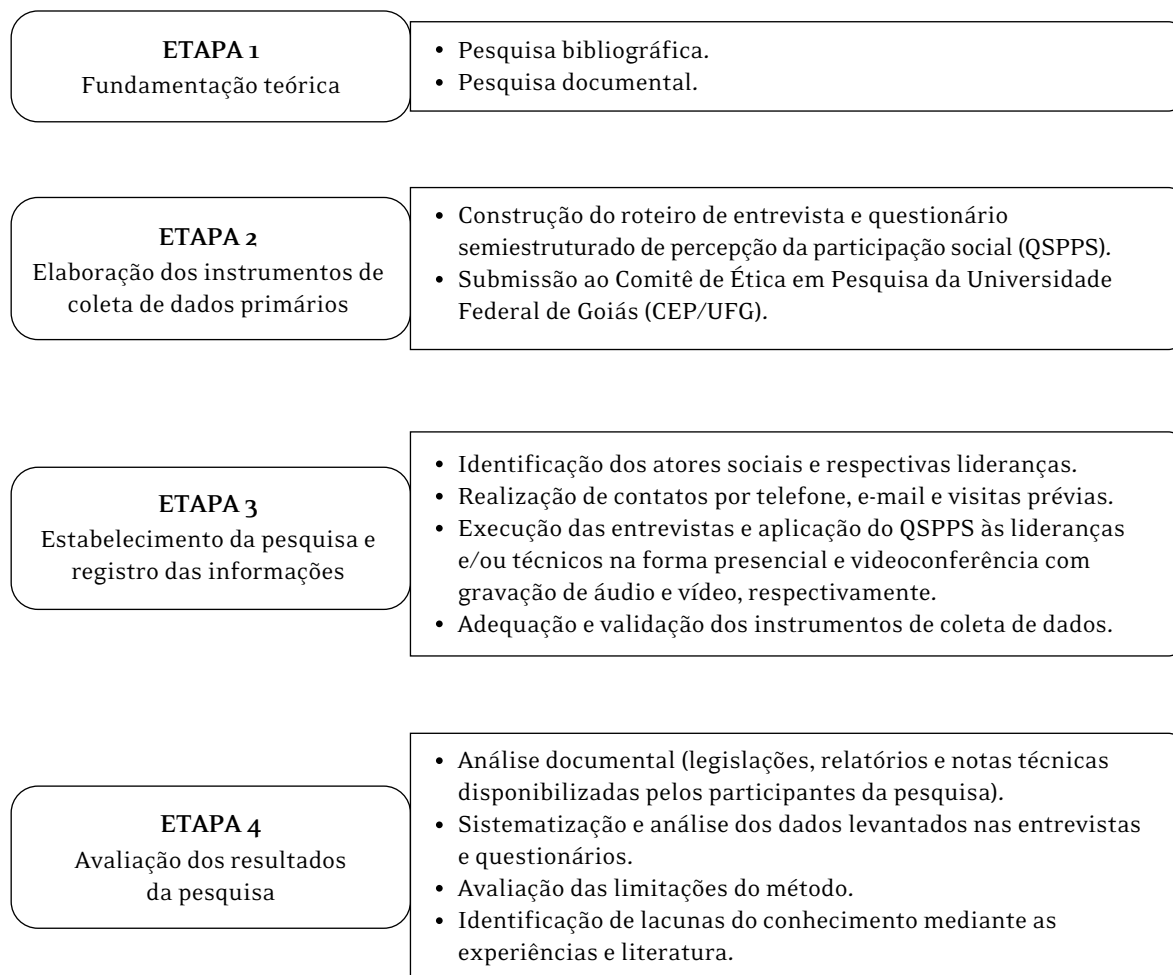 ETAPA 1
Fundamentação teórica
• Pesquisa bibliográfica.
• Pesquisa documental.
ETAPA 2
Elaboração dos instrumentos de
coleta de dados primários
• Construção do roteiro de entrevista e questionário
semiestruturado de percepção da participação social (QSPPS).
• Submissão ao Comitê de Ética em Pesquisa da Universidade
Federal de Goiás (CEP/UFG).
ETAPA 3
Estabelecimento da pesquisa e
registro das informações
• Identificação dos atores sociais e respectivas lideranças.
• Realização de contatos por telefone, e-mail e visitas prévias.
• Execução das entrevistas e aplicação do QSPPS às lideranças
e/ou técnicos na forma presencial e videoconferência com
gravação de áudio e vídeo, respectivamente.
• Adequação e validação dos instrumentos de coleta de dados.
ETAPA 4
Avaliação dos resultados
da pesquisa
• Análise documental (legislações, relatórios e notas técnicas
disponibilizadas pelos participantes da pesquisa).
• Sistematização e análise dos dados levantados nas entrevistas
e questionários.
• Avaliação das limitações do método.
• Identificação de lacunas do conhecimento mediante as
experiências e literatura.